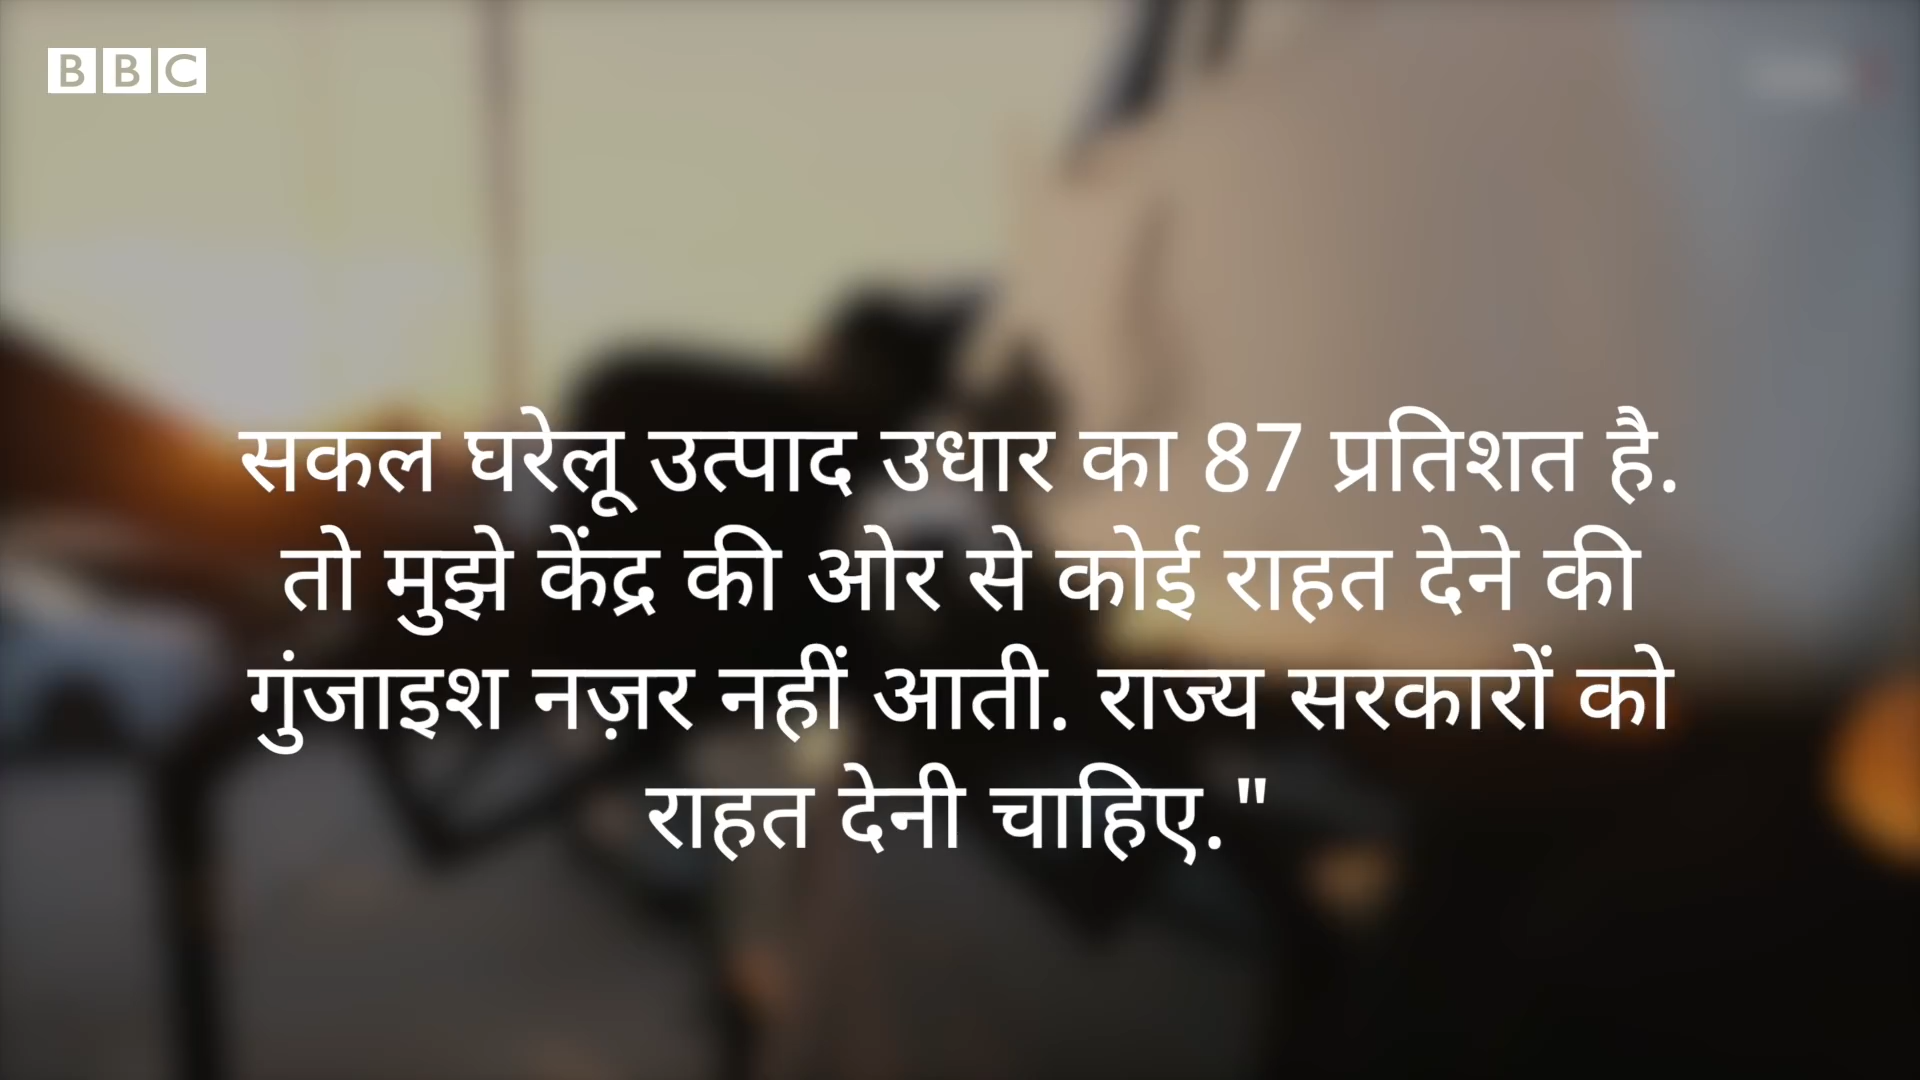 BBC
सकल घरेलू उत्पाद उधार का 87 प्रतिशत है.
तो मुझे केंद्र की ओर से कोई राहत देने की
गुंजाइश नज़र नहीं आती. राज्य सरकारों को
राहत देनी चाहिए."